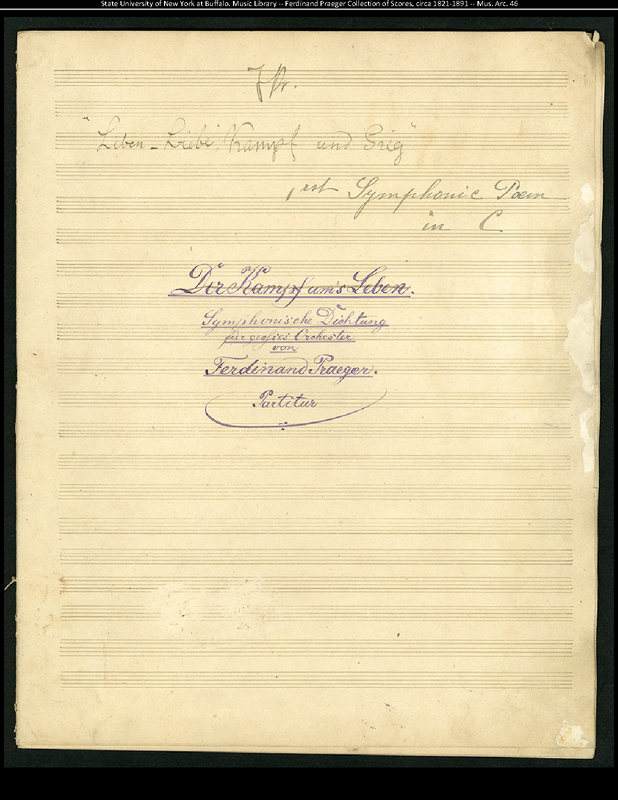 State University of New York at Buffalo. Music Library -- Ferdinand Praeger Collection of Scores, circa 1821-1891 -- Mus. Arc. 46
F Pr.
"Leben - Liebe, Kampf und Sieg"
1est Symphonic Poem
in C
Der Kampf um's Leben.
Symphonische Dichtung
für großes Orchester
von
Ferdinand Praeger.
Partitur